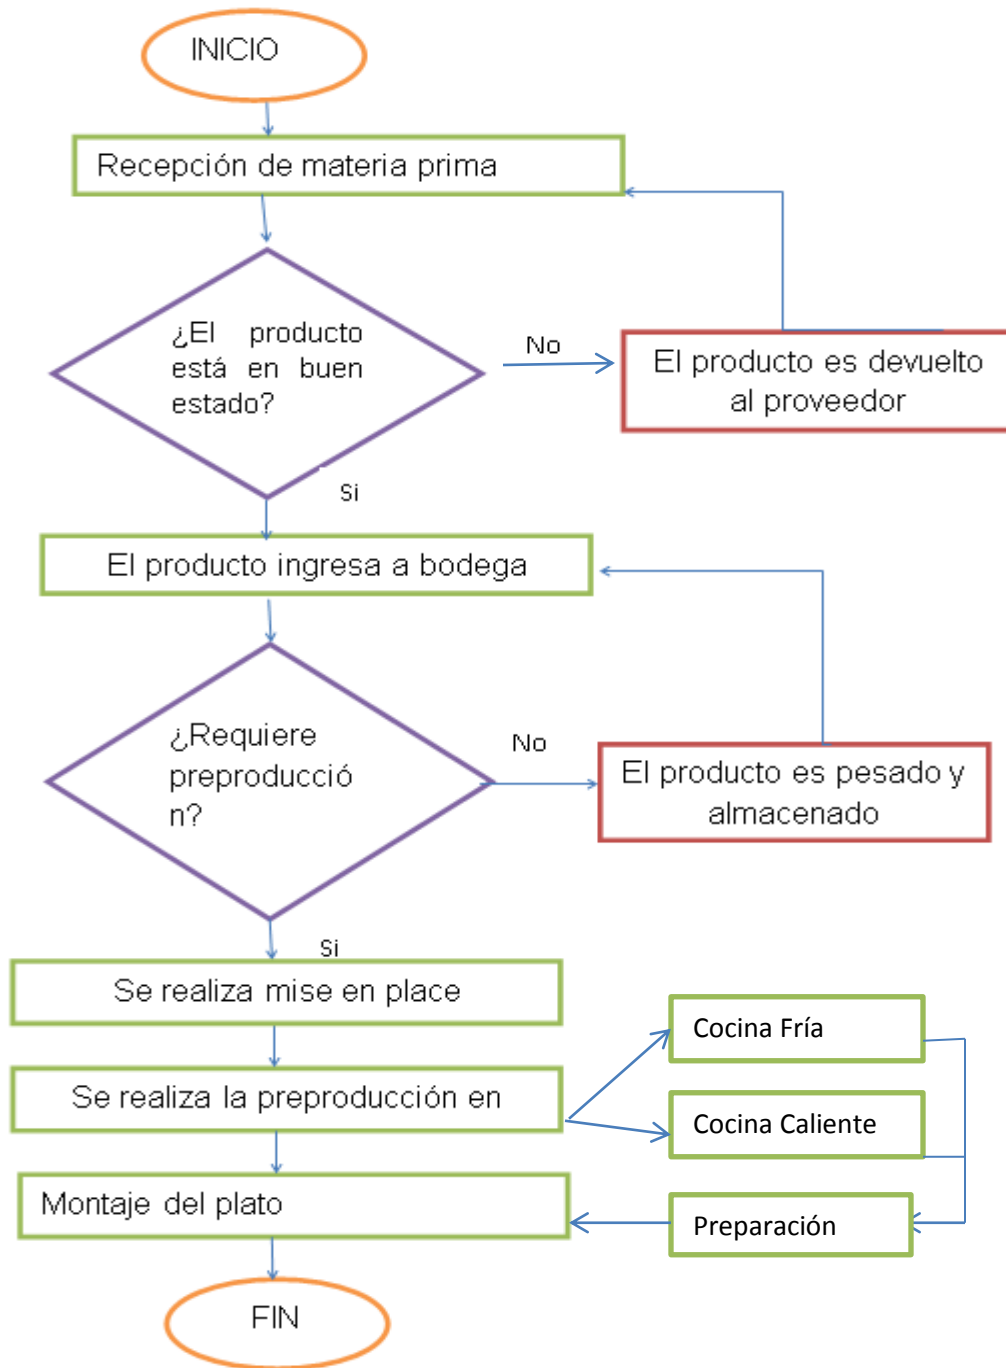 INICIO
Recepción de materia prima
¿El producto
está en buen
estado?
No
El producto es devuelto
al proveedor
Si
El producto ingresa a bodega
¿Requiere
preproducció
n?
No
El producto es pesado y
almacenado
Si
Se realiza mise en place
Se realiza la preproducción en
Cocina Fría
Cocina Caliente
Preparación
Montaje del plato
FIN